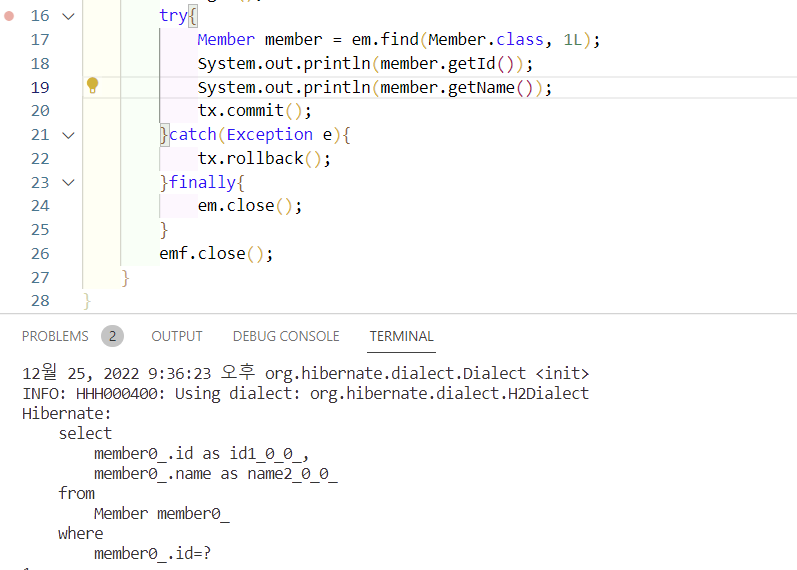 16 try{
17 Member member = em.find(Member.class, 1L);
18 System.out.println(member.getId());
19 System.out.println(member.getName());
20 tx.commit();
21 }catch(Exception e){
22 tx.rollback();
23 }finally{
24 em.close();
25 }
26 emf.close();
27 }
28 }
PROBLEMS 2 OUTPUT DEBUG CONSOLE TERMINAL
12월 25, 2022 9:36:23 오후 org.hibernate.dialect.Dialect <init>
INFO: HHH000400: Using dialect: org.hibernate.dialect.H2Dialect
Hibernate:
select
member0_.id as id1_0_0_,
member0_.name as name2_0_0_
from
Member member0_
where
member0_.id=?